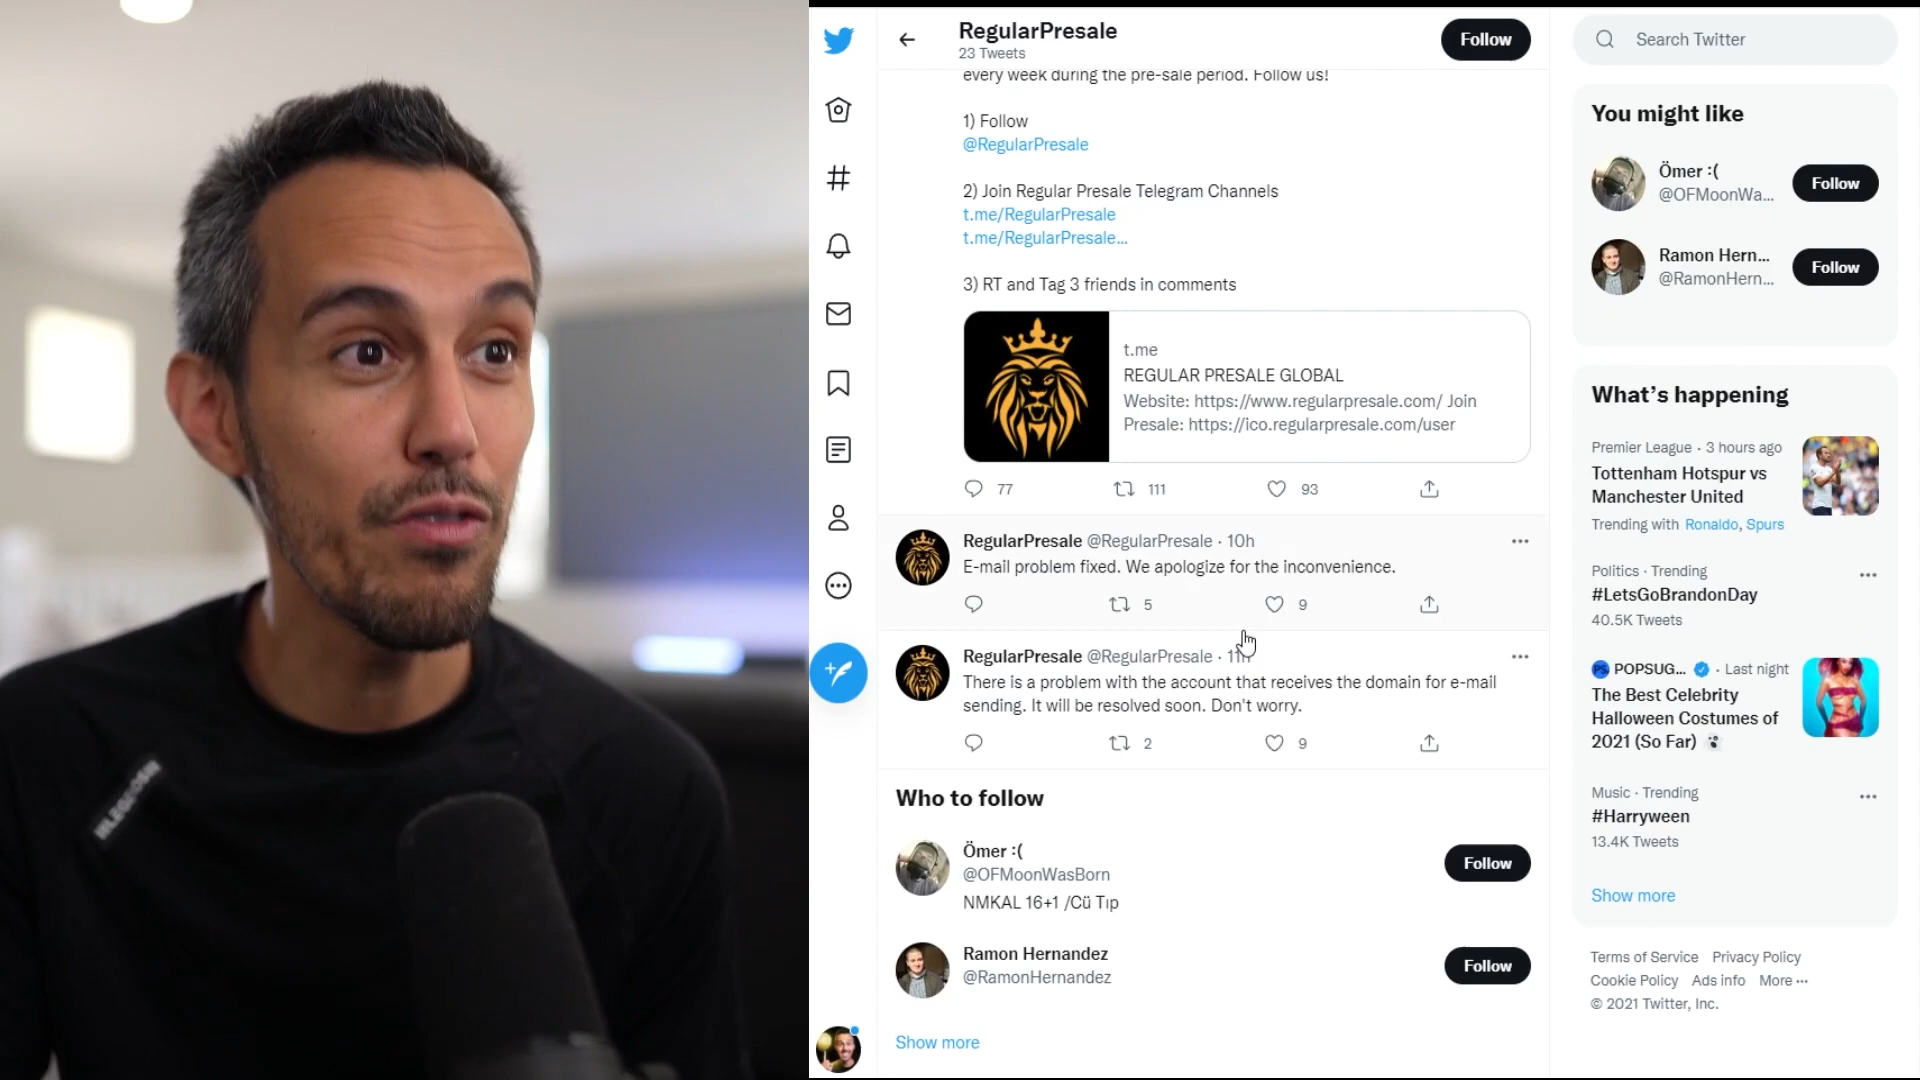 RegularPresale
23 Tweets
Follow
Search Twitter
every week during the pre-sale period. Follow us!
1) Follow
@RegularPresale
2) Join Regular Presale Telegram Channels
t.me/RegularPresale
t.me/RegularPresale...
3) RT and Tag 3 friends in comments
t.me
REGULAR PRESALE GLOBAL
Website: https://www.regularpresale.com/ Join
Presale: https://ico.regularpresale.com/user
77 111 93
RegularPresale @RegularPresale · 10h
E-mail problem fixed. We apologize for the inconvenience.
5 9
RegularPresale @RegularPresale · 11h
There is a problem with the account that receives the domain for e-mail
sending. It will be resolved soon. Don't worry.
2 9
Who to follow
Ömer :(
@OFMoonWasBorn
Follow
NMKAL 16+1 /Cü Tıp
Ramon Hernandez
@RamonHernandez
Follow
Show more
You might like
Ömer :(
@OFMoonWa...
Follow
Ramon Hern...
@RamonHern...
Follow
What's happening
Premier League · 3 hours ago
Tottenham Hotspur vs
Manchester United
Trending with Ronaldo, Spurs
Politics · Trending
#LetsGoBrandonDay
40.5K Tweets
POPSUG... · Last night
The Best Celebrity
Halloween Costumes of
2021 (So Far)
Music · Trending
#Harryween
13.4K Tweets
Show more
Terms of Service Privacy Policy
Cookie Policy Ads info More ···
© 2021 Twitter, Inc.